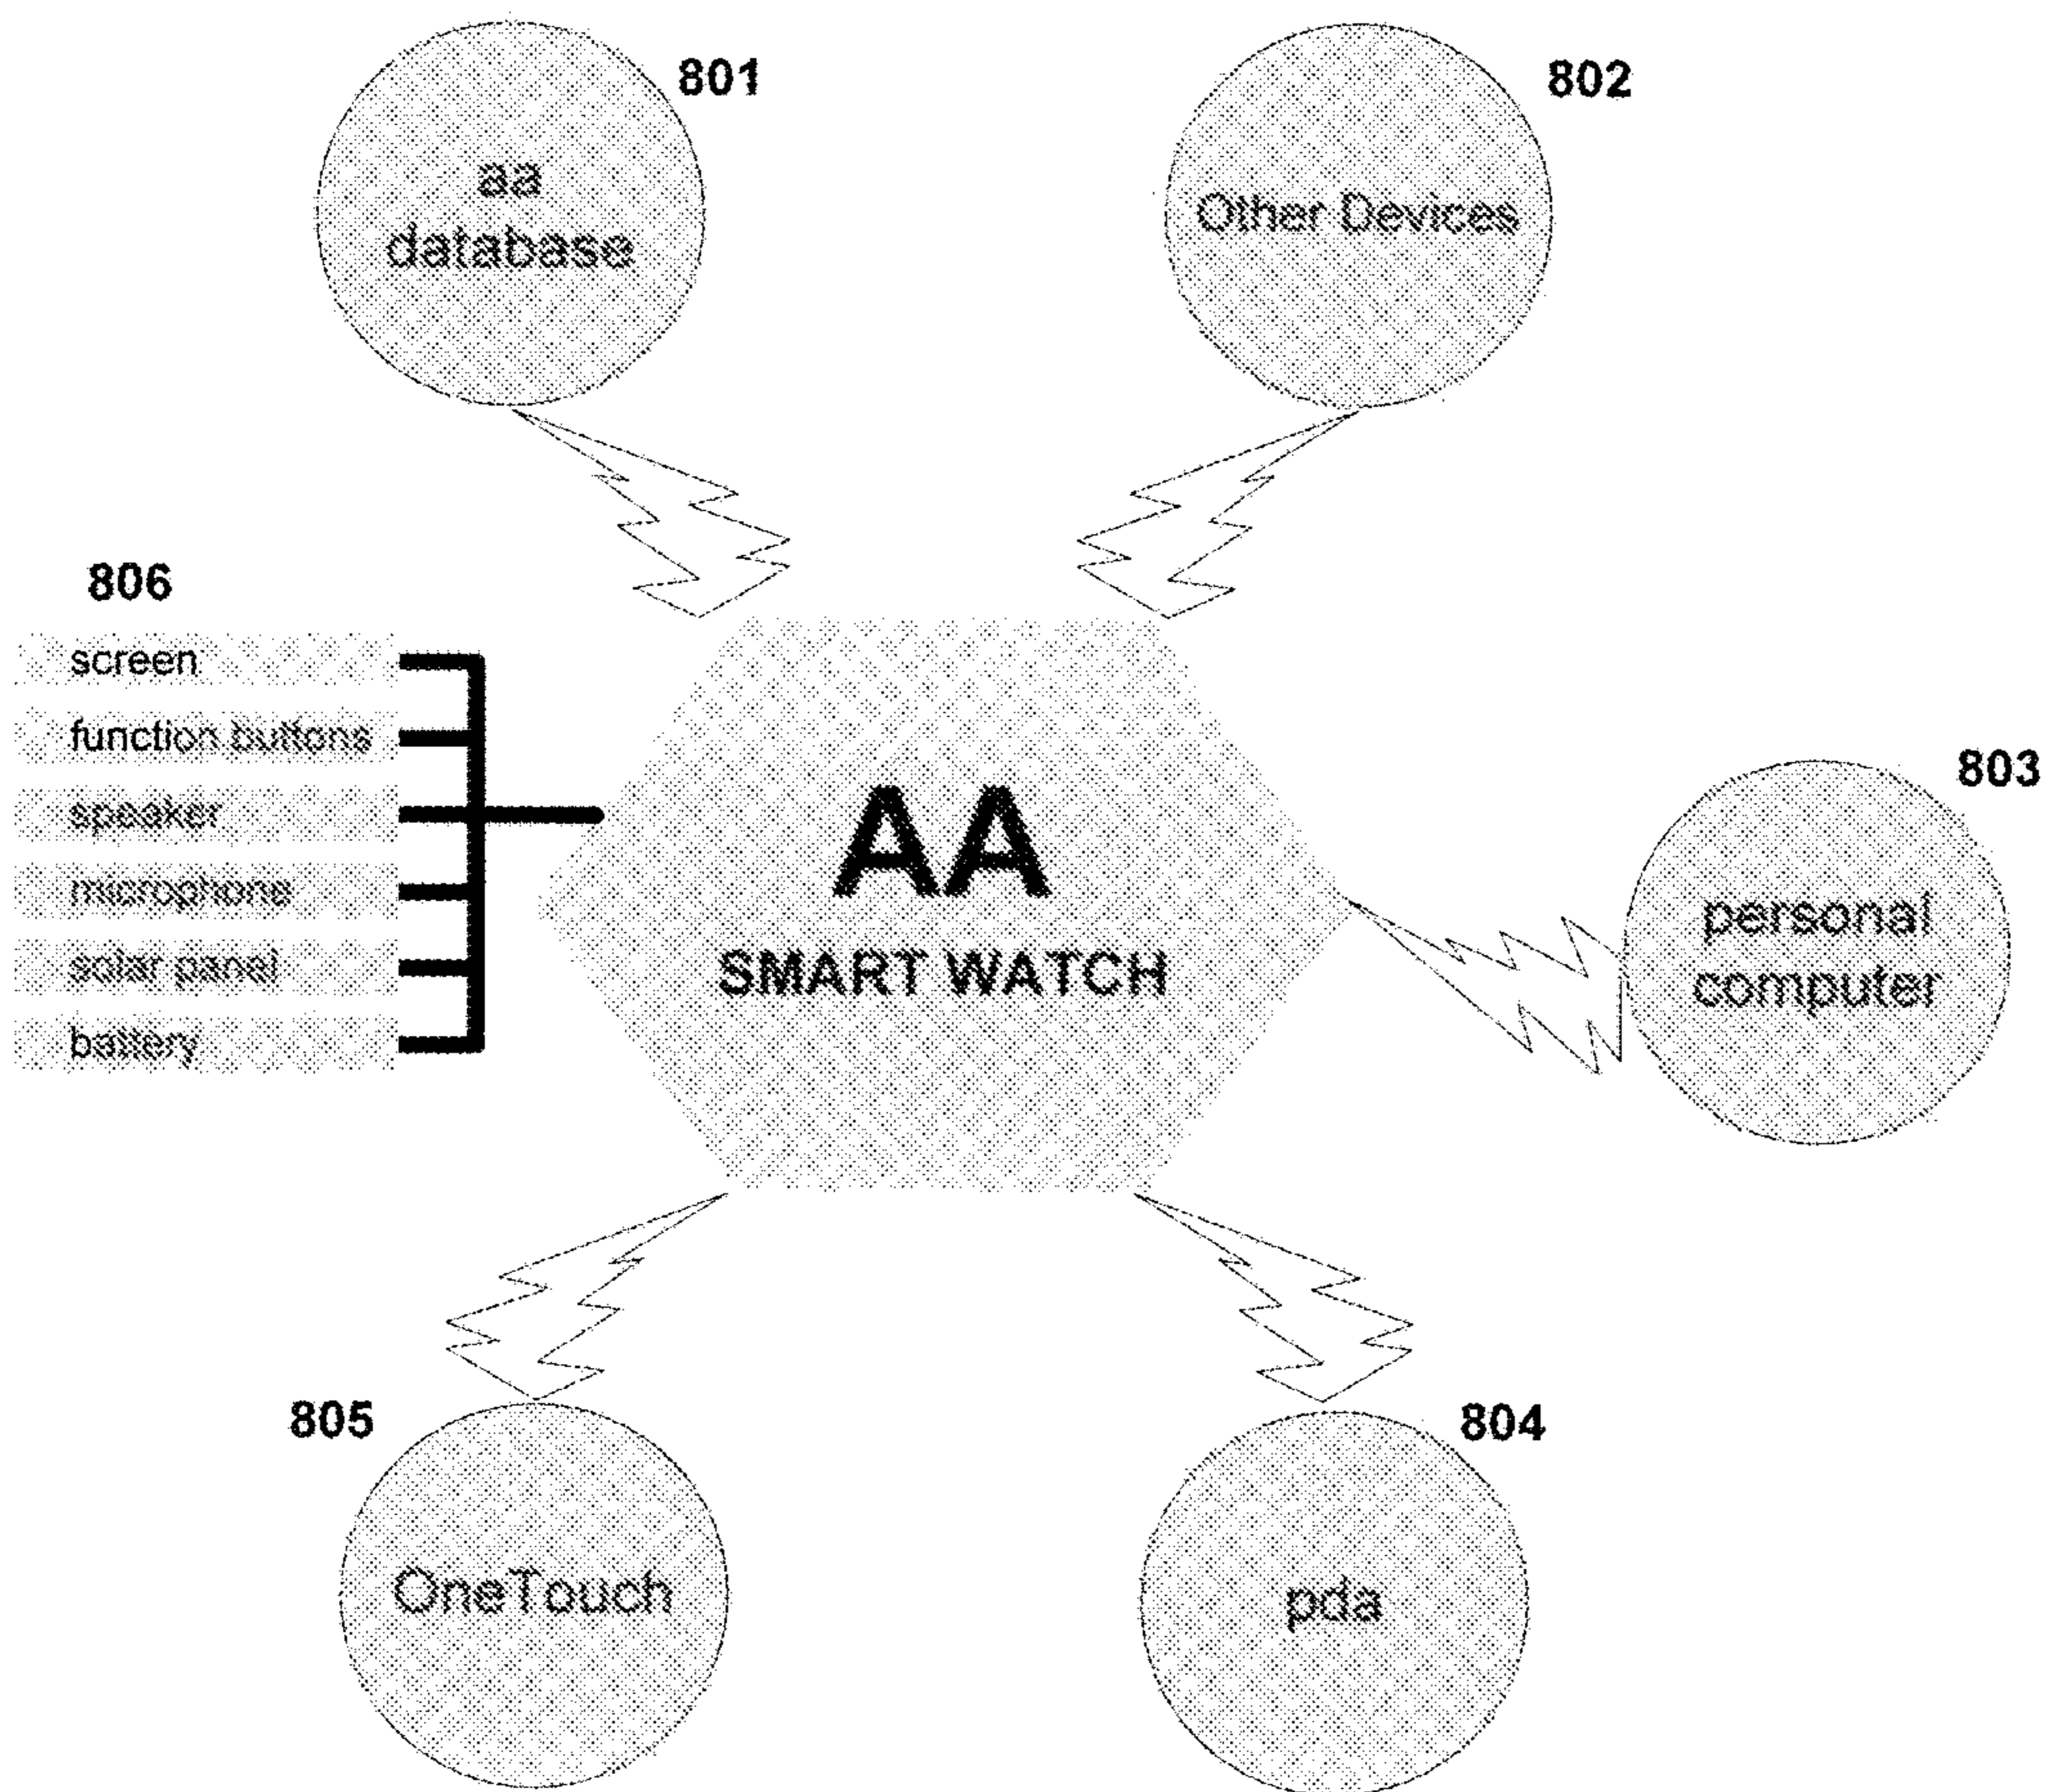 801
802
aa
database
Other Devices
806
screen
function buttons
speaker
microphone
solar panel
battery
AA
SMART WATCH
803
personal
computer
805
804
OneTouch
pda